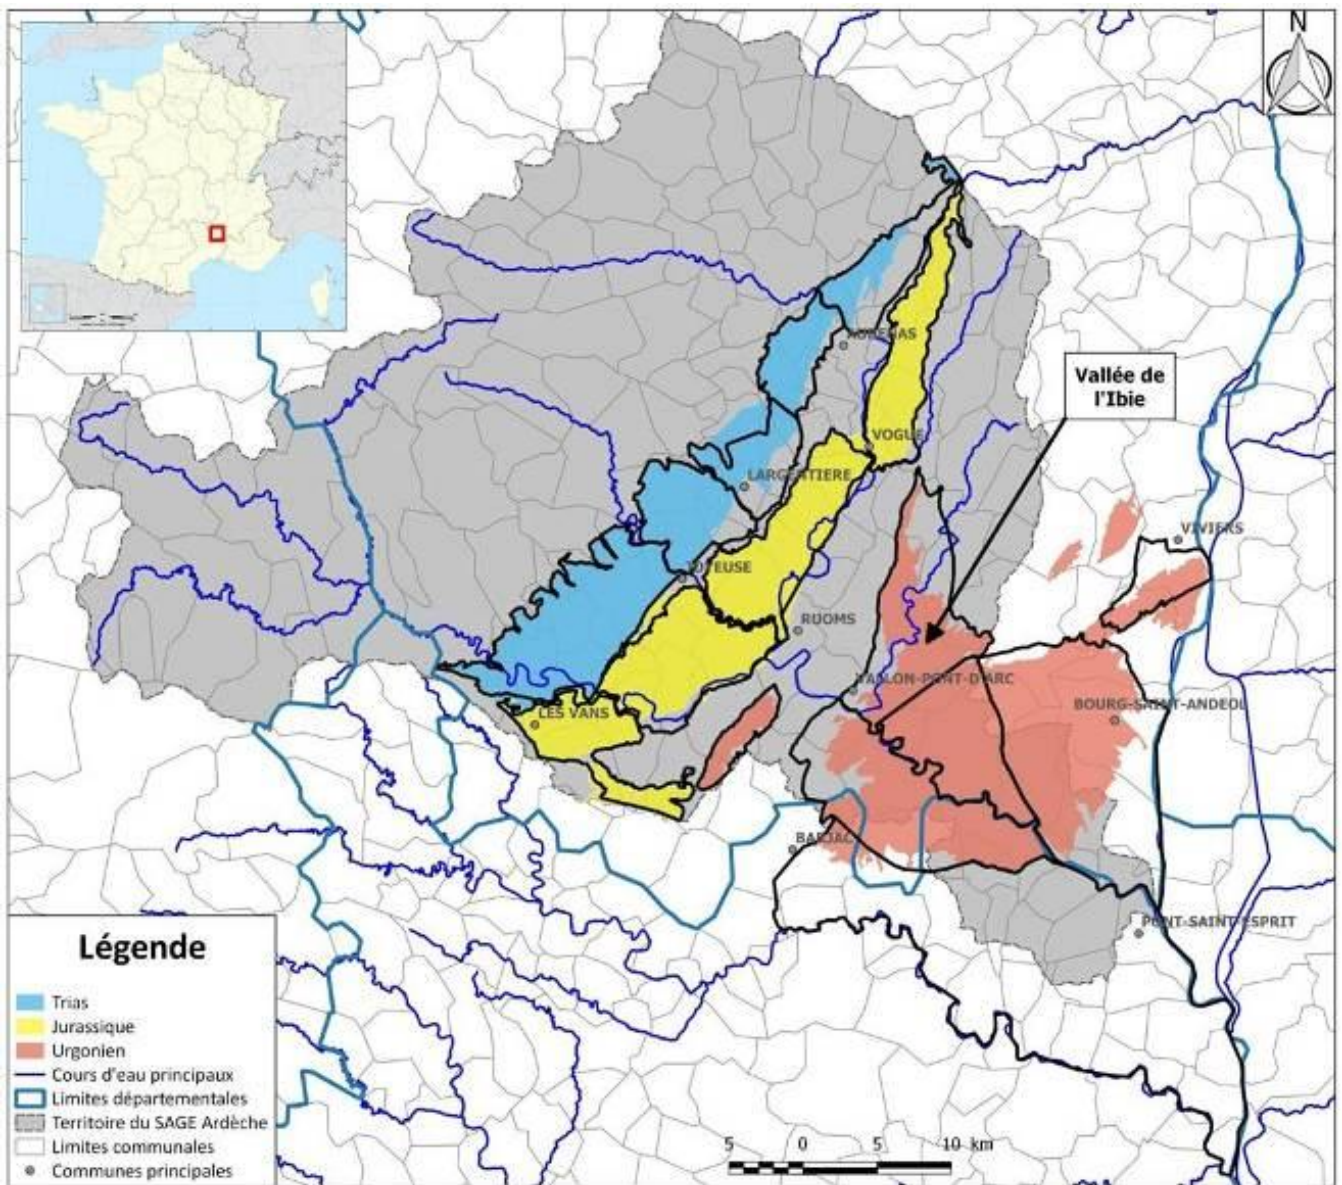 N
AUBENAS
Vallée de
l'Ibie
VOGUE
LARGENTIERE
VIVIERS
JOYEUSE
RUOMS
VALLON-PONT-D'ARC
BOURG-SAINT-ANDEOL
LES VANS
BARJAC
PONT-SAINT-ESPRIT
Légende
Trias
Jurassique
Urgonien
Cours d'eau principaux
Limites départementales
Territoire du SAGE Ardèche
Limites communales
Communes principales
5 0 5 10 km